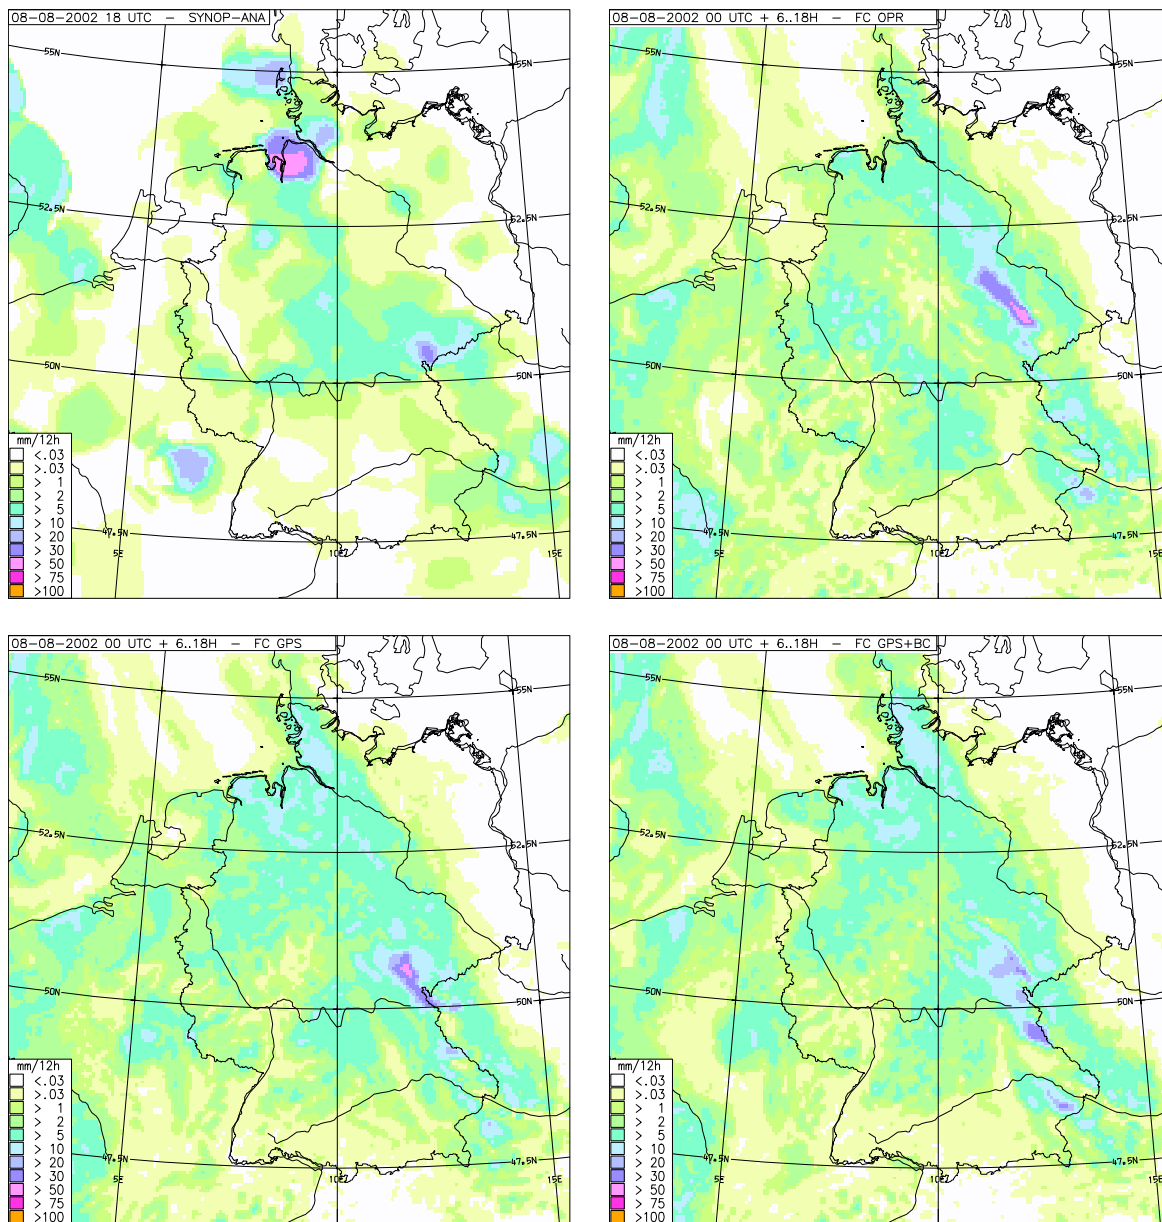 08-08-2002 18 UTC - SYNOP-ANA
55N
55N
52.5N
52.5N
50N
50N
47.5N
47.5N
5E
10E
15E
mm/12h
<.03
>.03
> 1
> 2
> 5
> 10
> 20
> 30
> 50
> 75
>100
08-08-2002 00 UTC + 6..18H - FC OPR
55N
55N
52.5N
52.5N
50N
50N
47.5N
47.5N
5E
10E
15E
mm/12h
<.03
>.03
> 1
> 2
> 5
> 10
> 20
> 30
> 50
> 75
>100
08-08-2002 00 UTC + 6..18H - FC GPS
55N
55N
52.5N
52.5N
50N
50N
47.5N
47.5N
5E
10E
15E
mm/12h
<.03
>.03
> 1
> 2
> 5
> 10
> 20
> 30
> 50
> 75
>100
08-08-2002 00 UTC + 6..18H - FC GPS+BC
55N
55N
52.5N
52.5N
50N
50N
47.5N
47.5N
5E
10E
15E
mm/12h
<.03
>.03
> 1
> 2
> 5
> 10
> 20
> 30
> 50
> 75
>100